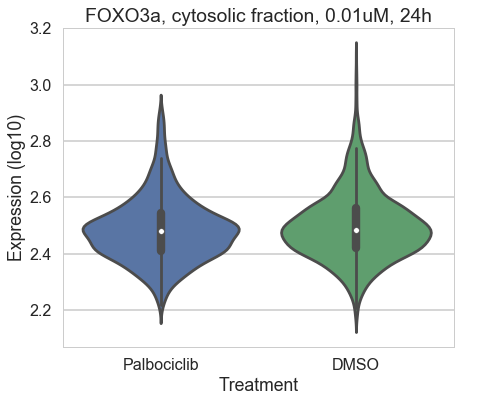 FOXO3a, cytosolic fraction, 0.01uM, 24h
Expression (log10)
3.2
3.0
2.8
2.6
2.4
2.2
Palbociclib
DMSO
Treatment